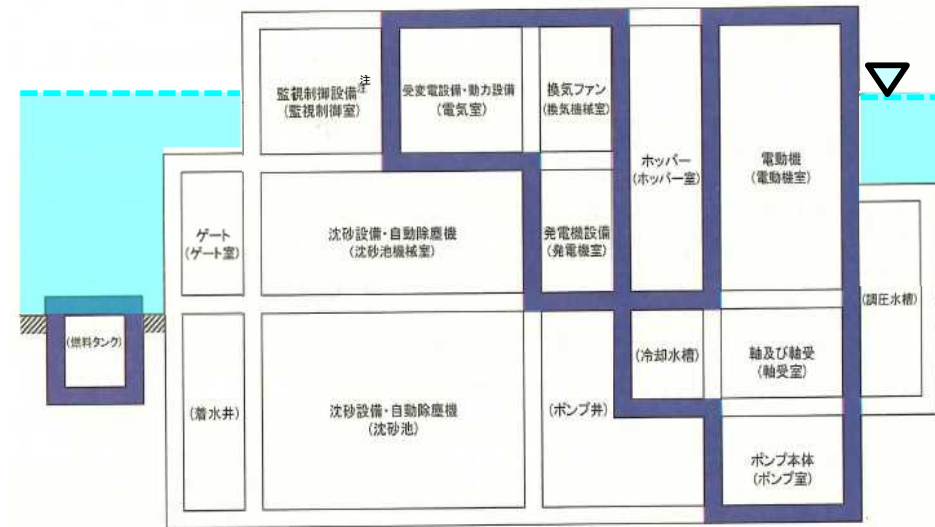 監視制御設備注
(監視制御室)
受変電設備・動力設備
(電気室)
換気ファン
(換気機械室)
ホッパー
(ホッパー室)
電動機
(電動機室)
ゲート
(ゲート室)
沈砂設備・自動除塵機
(沈砂池機械室)
発電機設備
(発電機室)
(調圧水槽)
(燃料タンク)
(着水井)
沈砂設備・自動除塵機
(沈砂池)
(ポンプ井)
(冷却水槽)
軸及び軸受
(軸受室)
ポンプ本体
(ポンプ室)